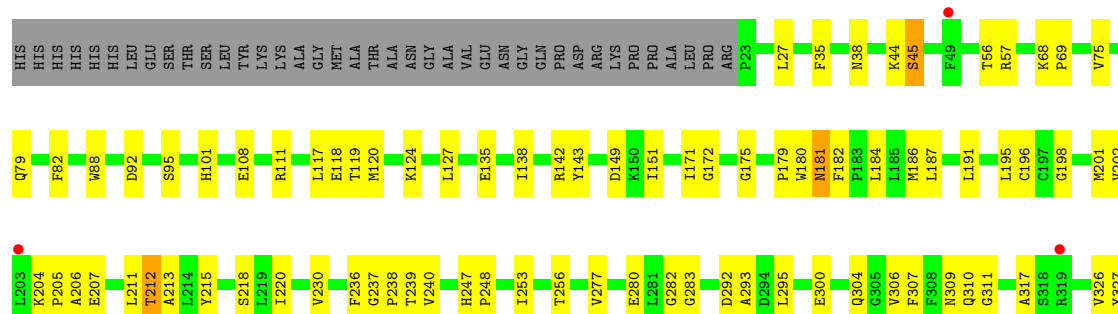 HIS HIS HIS HIS HIS HIS LEU GLU SER THR SER LEU TYR LYS LYS ALA GLY MET ALA THR ALA ASN GLY ALA VAL GLU ASN GLY GLN PRO ASP ARG LYS PRO PRO ALA LEU PRO ARG P23 L27 F35 N38 K44 S45 F49 T56 R57 K68 P69 V75
Q79 F82 W88 D92 S95 H101 E108 R111 L117 E118 T119 M120 K124 L127 E135 I138 R142 Y143 D149 K150 I151 I171 G172 G175 P179 W180 N181 F182 P183 L184 L185 M186 L187 L191 L195 C196 C197 G198 M201 V202
L203 K204 P205 A206 E207 L211 T212 A213 L214 Y215 S218 L219 I220 V230 F236 G237 P238 T239 V240 H247 P248 I253 T256 V277 E280 L281 G282 G283 D292 A293 D294 L295 E300 Q304 G305 V306 F307 F308 N309 Q310 G311 A317 S318 R319 V326 Y327